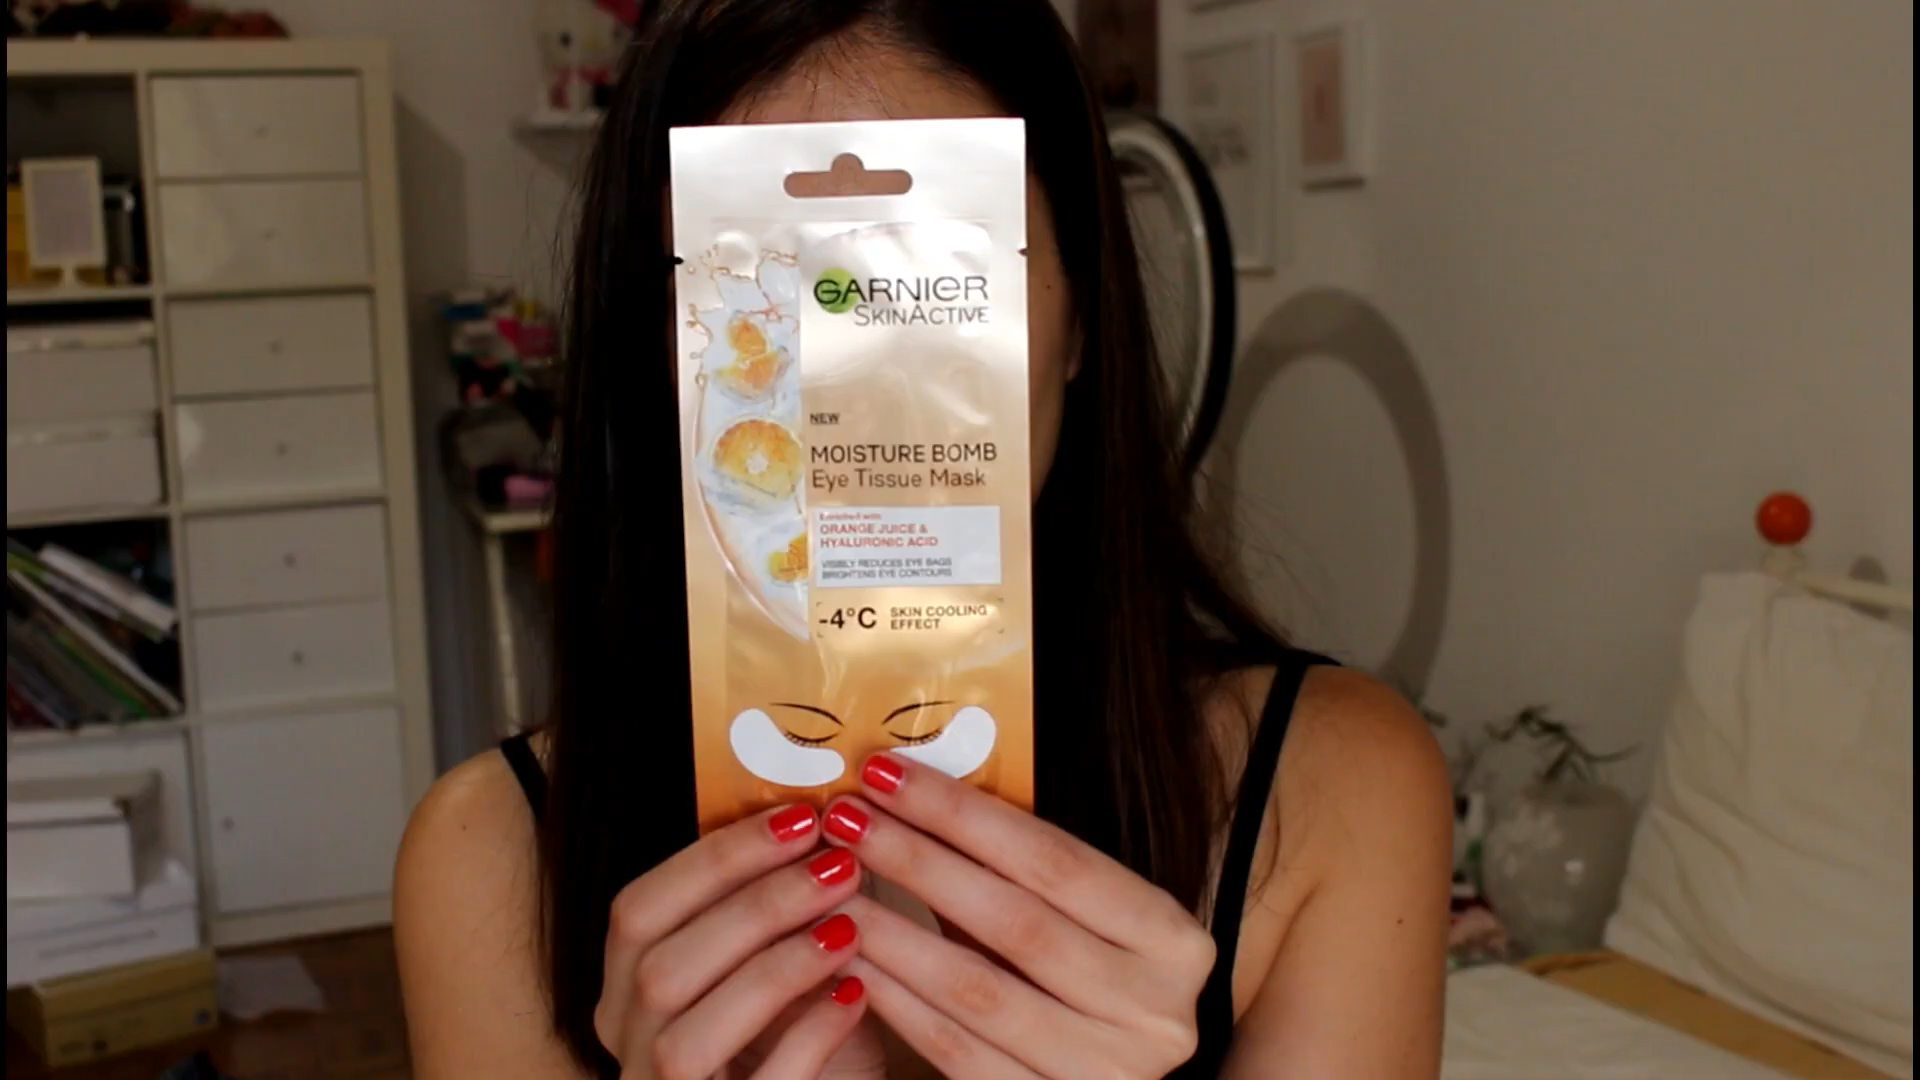 GARNIER
SKINACTIVE
NEW
MOISTURE BOMB
Eye Tissue Mask
Enriched with
ORANGE JUICE &
HYALURONIC ACID
VISIBLY REDUCES EYE BAGS
BRIGHTENS EYE CONTOURS
-4°C SKIN COOLING
EFFECT